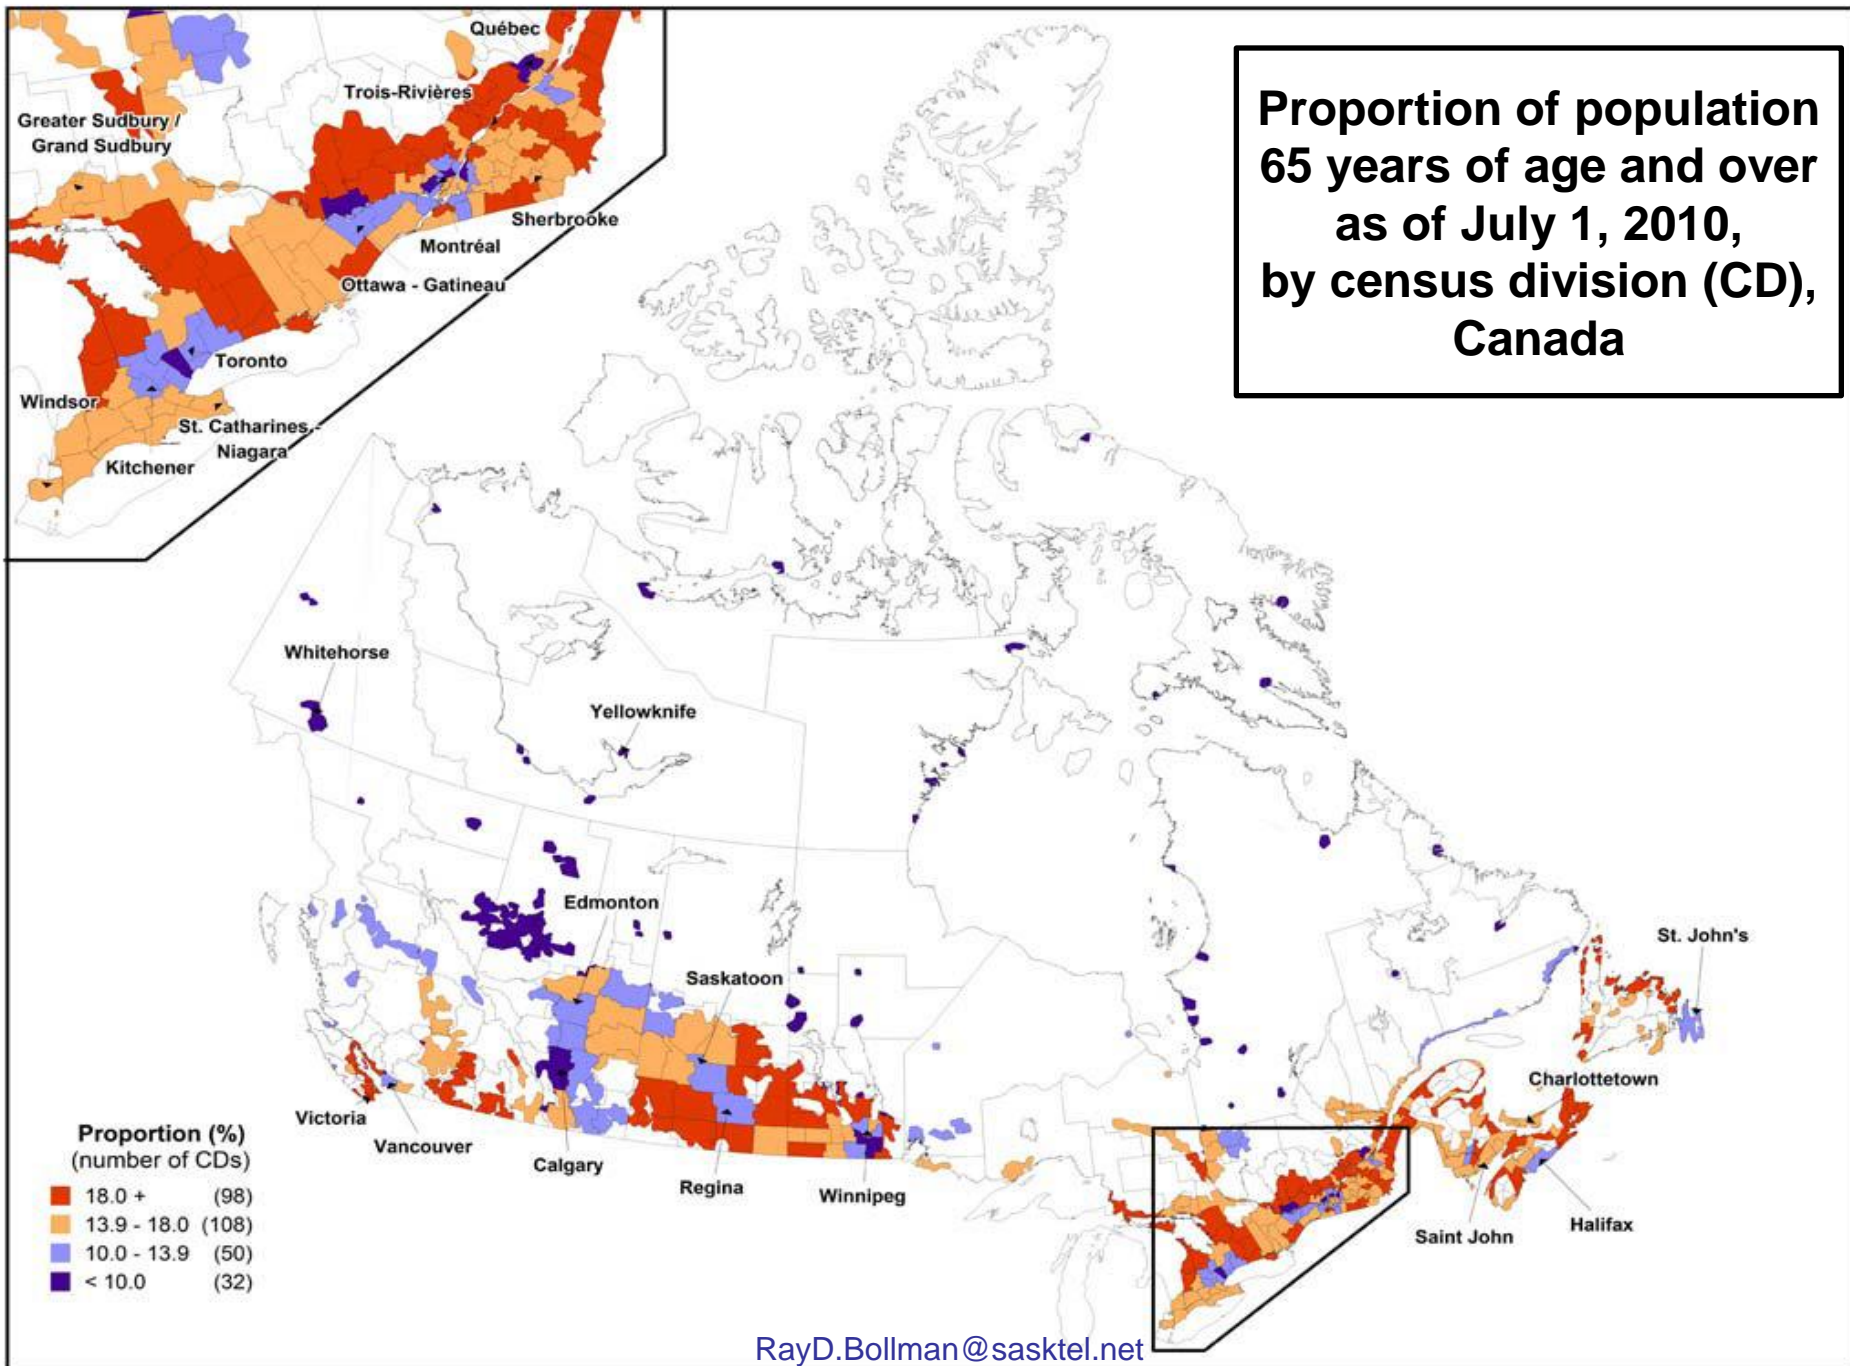 Proportion of population
65 years of age and over
as of July 1, 2010,
by census division (CD),
Canada
Québec
Trois-Rivières
Greater Sudbury /
Grand Sudbury
Sherbrooke
Montréal
Ottawa - Gatineau
Toronto
Windsor
St. Catharines -
Niagara
Kitchener
Whitehorse
Yellowknife
Edmonton
Saskatoon
St. John's
Charlottetown
Victoria
Vancouver
Calgary
Regina
Winnipeg
Saint John
Halifax
Proportion (%)
(number of CDs)
18.0 + (98)
13.9 - 18.0 (108)
10.0 - 13.9 (50)
< 10.0 (32)
RayD.Bollman@sasktel.net